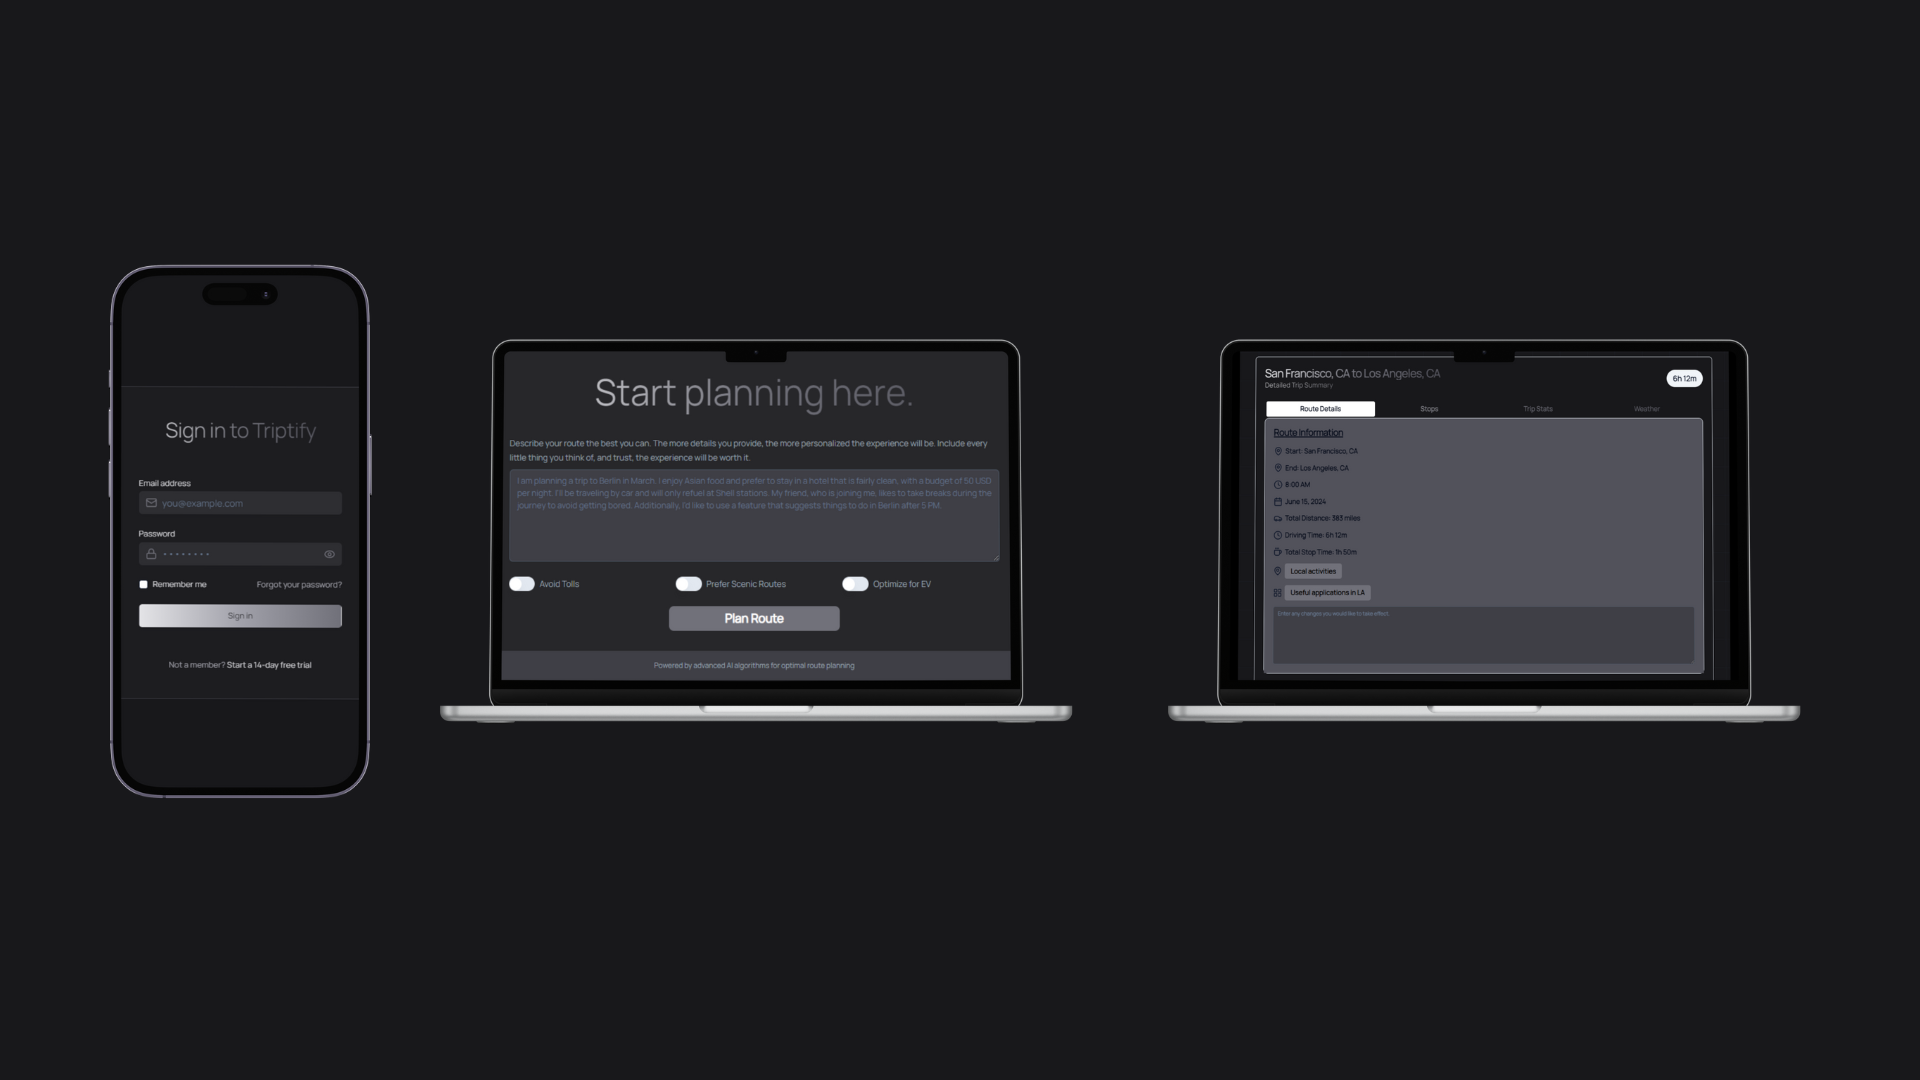 Sign in to Triptify
Email address
you@example.com
Password
Remember me
Forgot your password?
Sign in
Not a member? Start a 14-day free trial
Start planning here.
Describe your route the best you can. The more details you provide, the more personalized the experience will be. Include every
little thing you think of, and trust, the experience will be worth it.
I am planning a trip to Berlin in March. I enjoy Asian food and prefer to stay in a hotel that is fairly clean, with a budget of 50 USD
per night. I'll be traveling by car and will only refuel at Shell stations. My friend, who is joining me, likes to take breaks during the
journey to avoid getting bored. Additionally, I'd like to use a feature that suggests things to do in Berlin after 5 PM.
Avoid Tolls
Prefer Scenic Routes
Optimize for EV
Plan Route
Powered by advanced AI algorithms for optimal route planning
San Francisco, CA to Los Angeles, CA
Detailed Trip Summary
6h 12m
Route Details
Stops
Trip Stats
Weather
Route Information
Start: San Francisco, CA
End: Los Angeles, CA
8:00 AM
June 15, 2024
Total Distance: 383 miles
Driving Time: 6h 12m
Total Stop Time: 1h 50m
Local activities
Useful applications in LA
Enter any changes you would like to take effect.